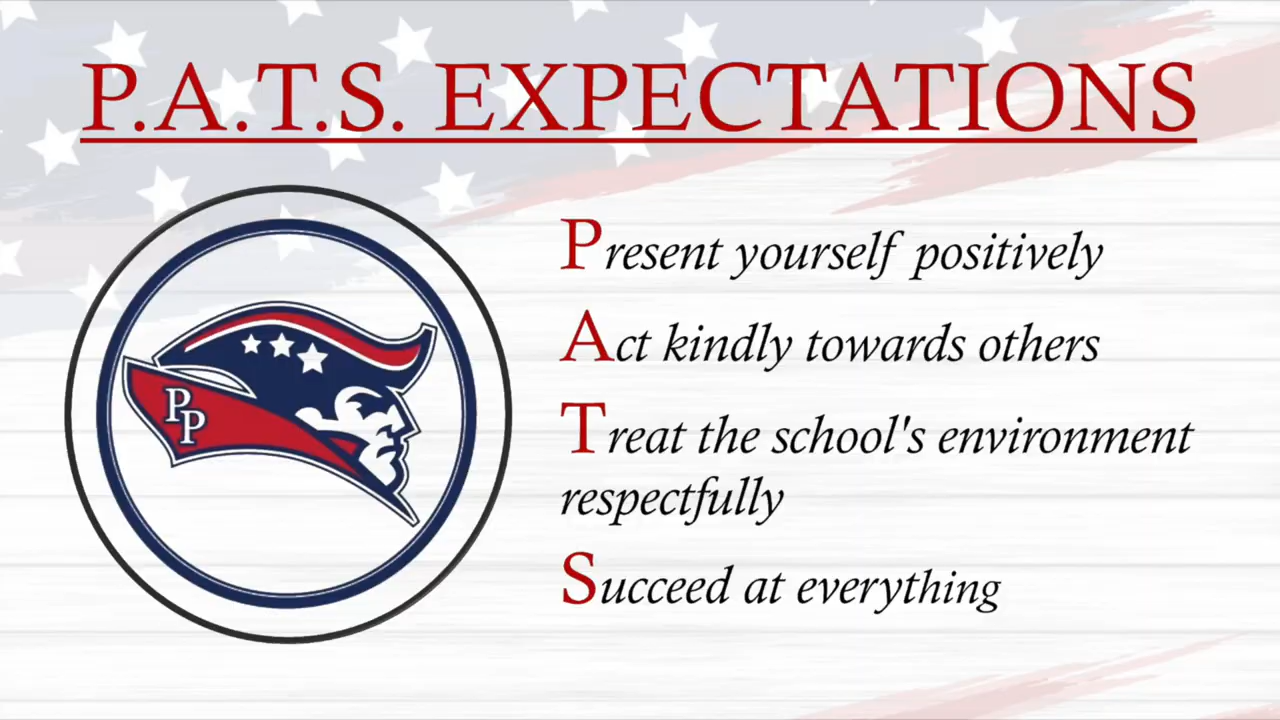 P.A.T.S. EXPECTATIONS
Present yourself positively
Act kindly towards others
Treat the school's environment
respectfully
Succeed at everything
PP